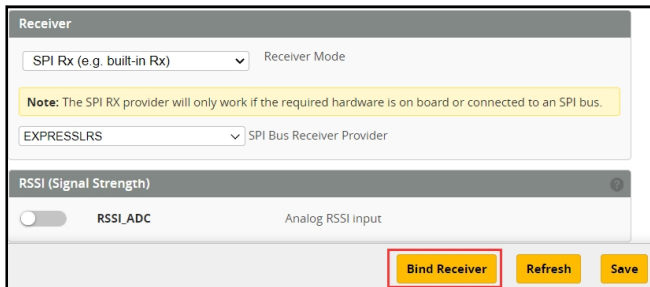 Receiver
SPI Rx (e.g. built-in Rx) Receiver Mode
Note: The SPI RX provider will only work if the required hardware is on board or connected to an SPI bus.
EXPRESSLRS SPI Bus Receiver Provider
RSSI (Signal Strength) ?
RSSI_ADC Analog RSSI input
Bind Receiver Refresh Save